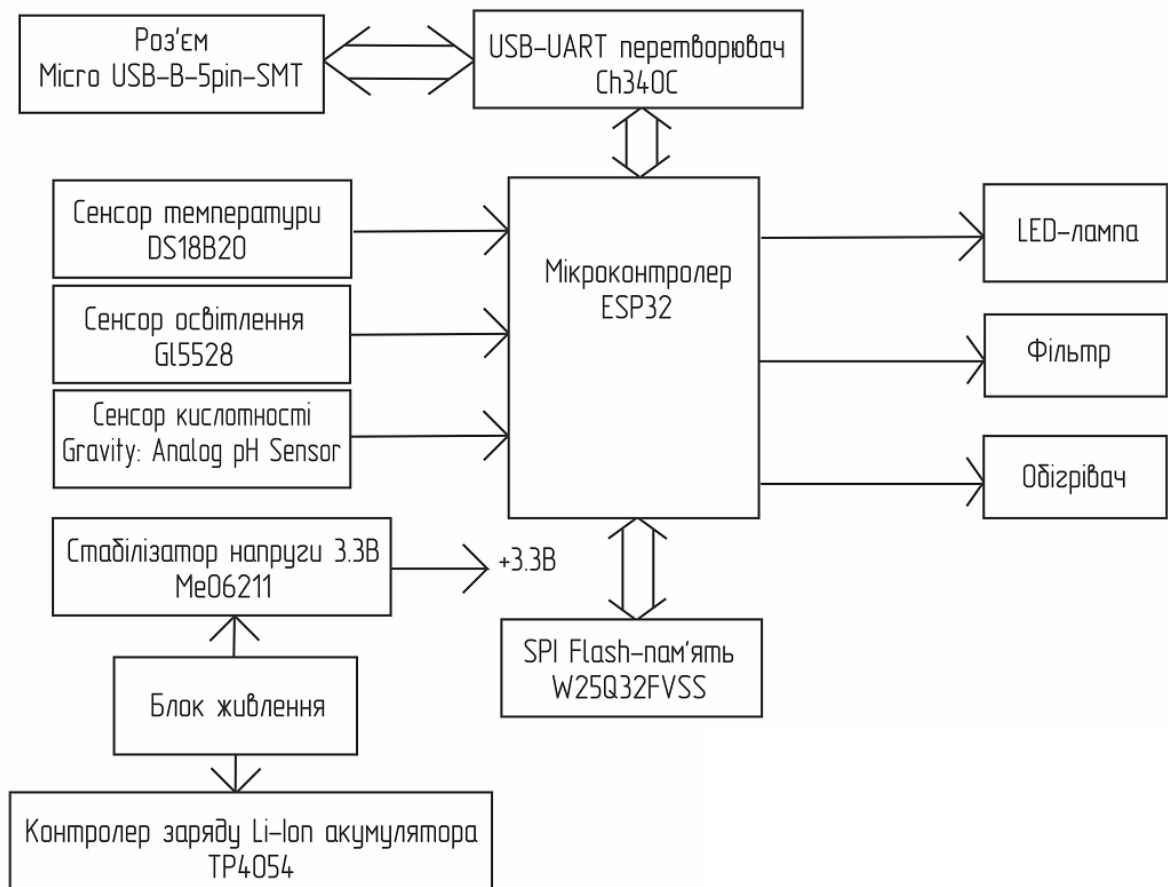 Роз'єм
Micro USB-B-5pin-SMT
USB-UART перетворювач
Ch340C
Сенсор температури
DS18B20
Сенсор освітлення
Gl5528
Сенсор кислотності
Gravity: Analog pH Sensor
Мікроконтролер
ESP32
LED-лампа
Фільтр
Обігрівач
Стабілізатор напруги 3.3В
Me06211
+3.3В
SPI Flash-пам'ять
W25Q32FVSS
Блок живлення
Контролер заряду Li-Ion акумулятора
TP4054